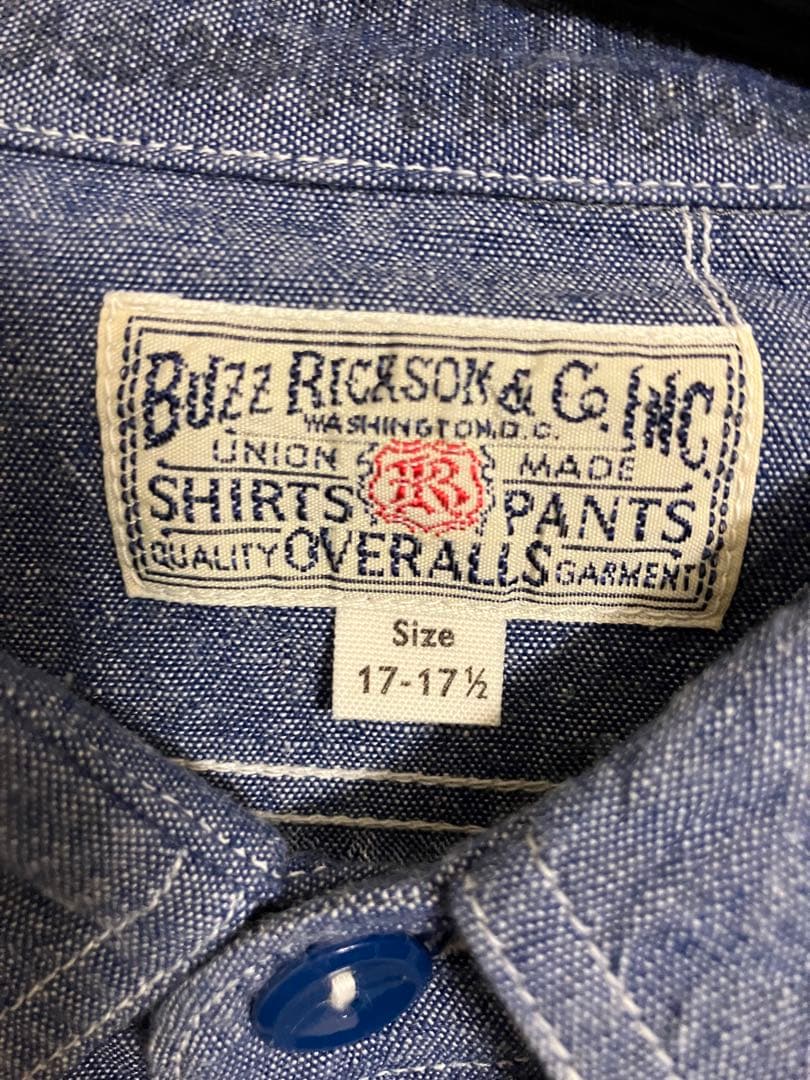 BUZZ RICKSON & CO. INC.
WASHINGTON, D.C.
UNION MADE
SHIRTS BR PANTS
QUALITY OVERALLS GARMENT
Size
17-17½